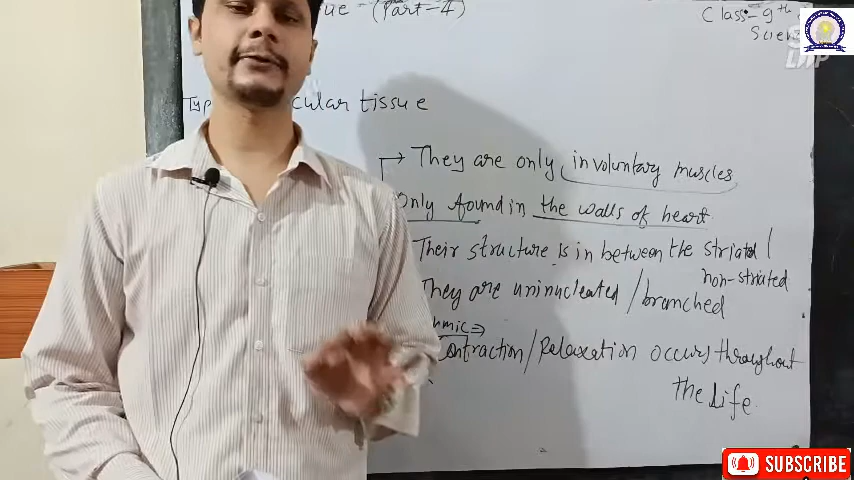 ue (Part-4)
Class-9th
Scien
Typ cular tissue
They are only involuntary muscles
Only found in the walls of heart
Their structure is in between the striated /
non-striated
They are uninucleated / branched
hmic ⇒
Contraction / Relaxation occurs throughout
the Life.
SUBSCRIBE